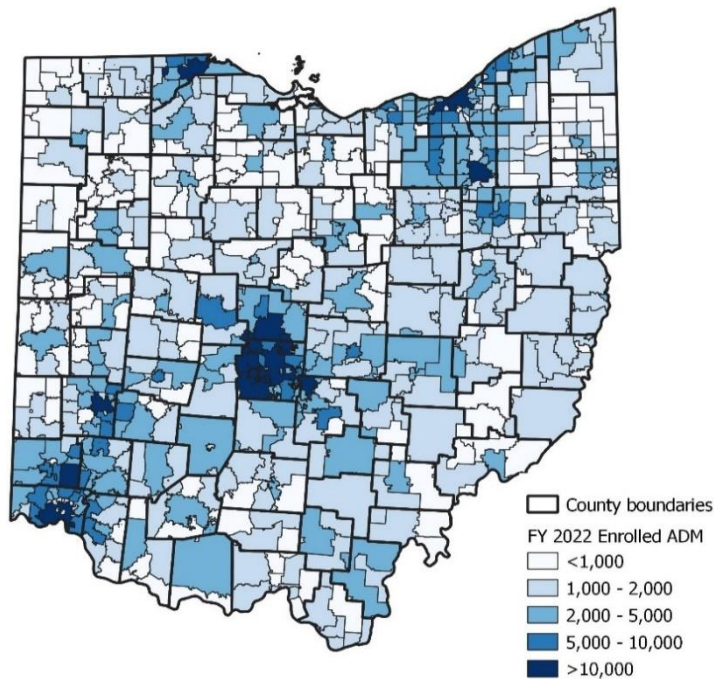 County boundaries
FY 2022 Enrolled ADM
<1,000
1,000 - 2,000
2,000 - 5,000
5,000 - 10,000
>10,000